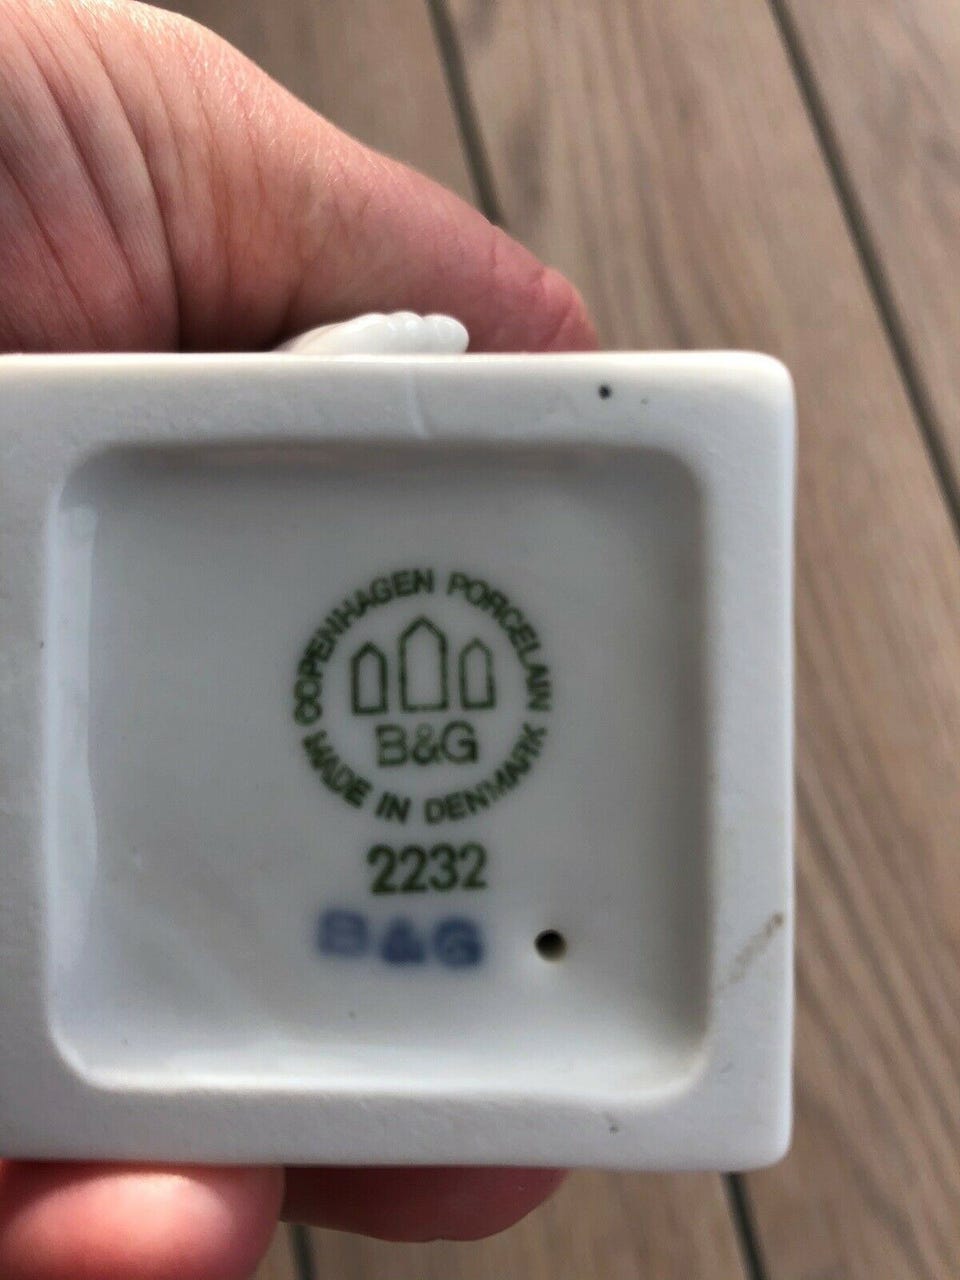 COPENHAGEN PORCELAIN
B&G
MADE IN DENMARK
2232
B&G